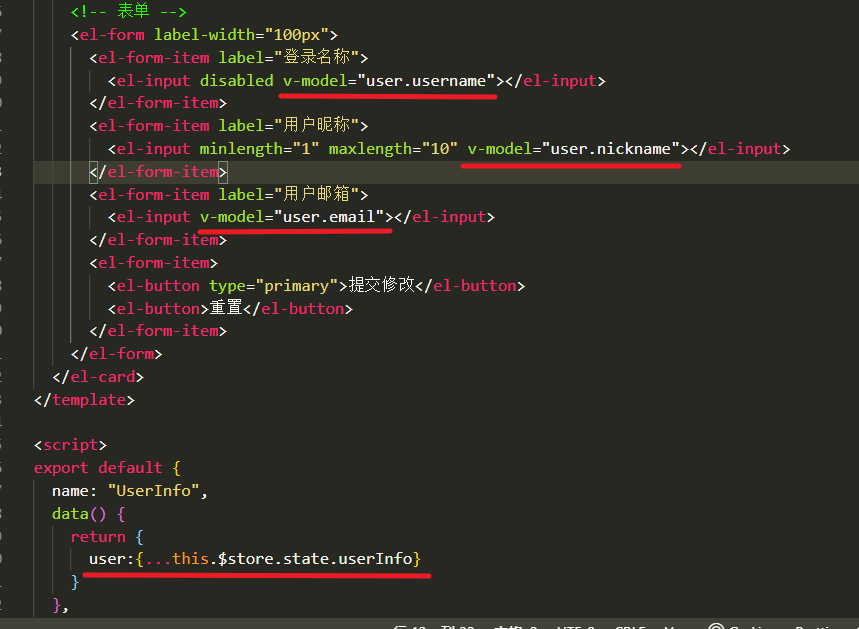 <!-- 表单 -->
<el-form label-width="100px">
<el-form-item label="登录名称">
<el-input disabled v-model="user.username"></el-input>
</el-form-item>
<el-form-item label="用户昵称">
<el-input minlength="1" maxlength="10" v-model="user.nickname"></el-input>
</el-form-item>
<el-form-item label="用户邮箱">
<el-input v-model="user.email"></el-input>
</el-form-item>
<el-form-item>
<el-button type="primary">提交修改</el-button>
<el-button>重置</el-button>
</el-form-item>
</el-form>
</el-card>
</template>
<script>
export default {
name: "UserInfo",
data() {
return {
user:{...this.$store.state.userInfo}
}
},